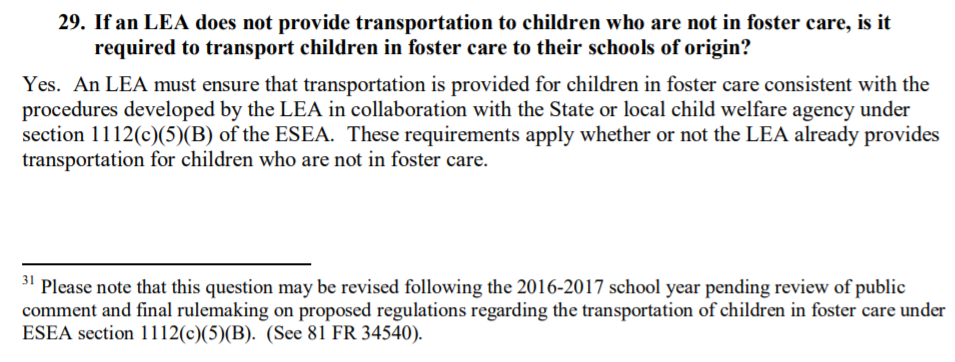 29. If an LEA does not provide transportation to children who are not in foster care, is it
required to transport children in foster care to their schools of origin?
Yes. An LEA must ensure that transportation is provided for children in foster care consistent with the
procedures developed by the LEA in collaboration with the State or local child welfare agency under
section 1112(c)(5)(B) of the ESEA. These requirements apply whether or not the LEA already provides
transportation for children who are not in foster care.
31 Please note that this question may be revised following the 2016-2017 school year pending review of public
comment and final rulemaking on proposed regulations regarding the transportation of children in foster care under
ESEA section 1112(c)(5)(B). (See 81 FR 34540).